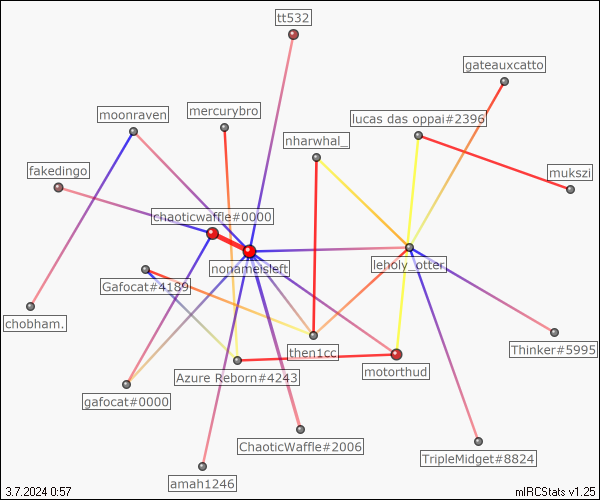 tt532
gateauxcatto
moonraven
mercurybro
lucas das oppai#2396
nharwhal_
fakedingo
mukszi
chaoticwaffle#0000
nonameisleft
leboly_otter
Gafocat#4189
chobham.
then1cc
Thinker#5995
Azure Reborn#4243
motorthud
gafocat#0000
ChaoticWaffle#2006
TripleMidget#8824
amah1246
3.7.2024 0:57
mIRCStats v1.25